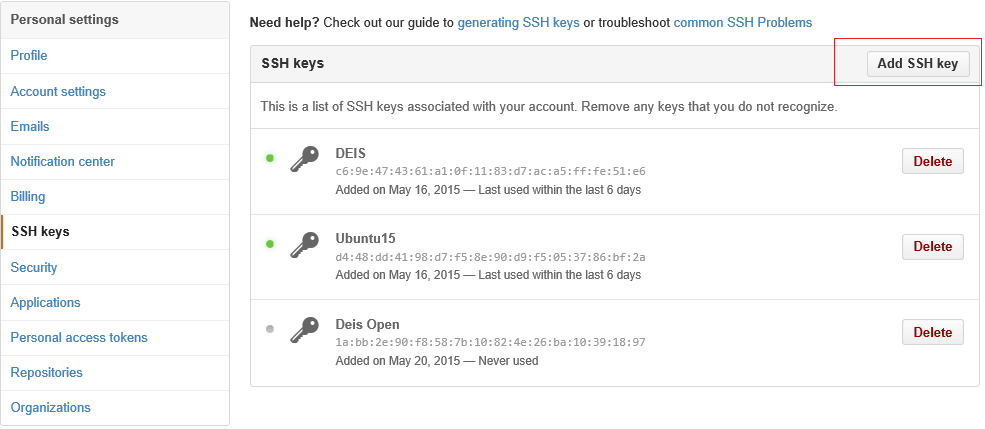 Personal settings
Profile
Account settings
Emails
Notification center
Billing
SSH keys
Security
Applications
Personal access tokens
Repositories
Organizations
Need help? Check out our guide to generating SSH keys or troubleshoot common SSH Problems
SSH keys
Add SSH key
This is a list of SSH keys associated with your account. Remove any keys that you do not recognize.
DEIS
c6:9e:47:43:61:a1:0f:11:83:d7:ac:a5:ff:fe:51:e6
Added on May 16, 2015 — Last used within the last 6 days
Delete
Ubuntu15
d4:48:dd:41:98:d7:f5:8e:90:d9:f5:05:37:86:bf:2a
Added on May 16, 2015 — Last used within the last 6 days
Delete
Deis Open
1a:bb:2e:90:f8:58:7b:10:82:4e:26:ba:10:39:18:97
Added on May 20, 2015 — Never used
Delete